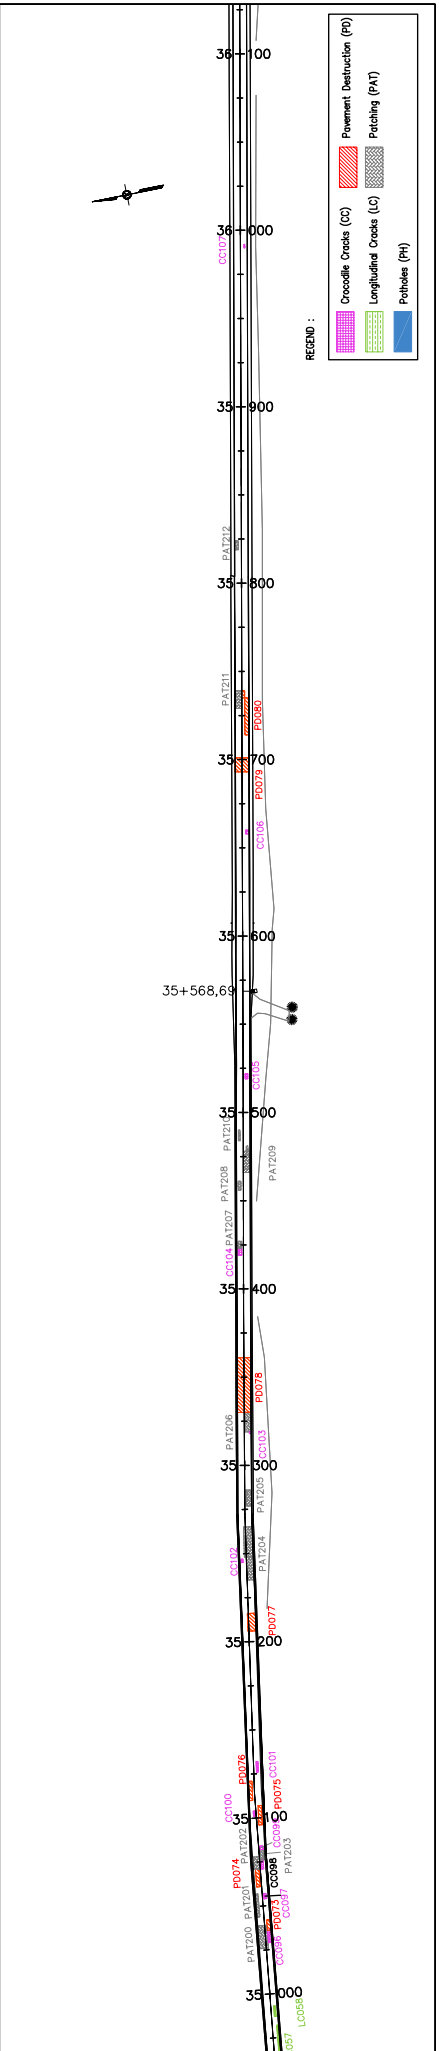 36+100
36+000
CC107
REGEND :
Crocodile Cracks (CC)
Longitudinal Cracks (LC)
Potholes (PH)
Pavement Destruction (PD)
Patching (PAT)
35+900
PAT212
35+800
PAT211
PD080
35+700
PD079
CC106
35+600
35+568,69
CC105
35+500
PAT210
PAT209
PAT208
PAT207
CC104
35+400
PD078
PAT206
CC103
35+300
PAT205
PAT204
CC102
PD077
35+200
CC101
PD076
PD075
CC100
35+100
CC099
PAT202
PAT203
CC098
PD074
PAT201
CC097
PD073
PAT200
CC096
35+000
LC058
057